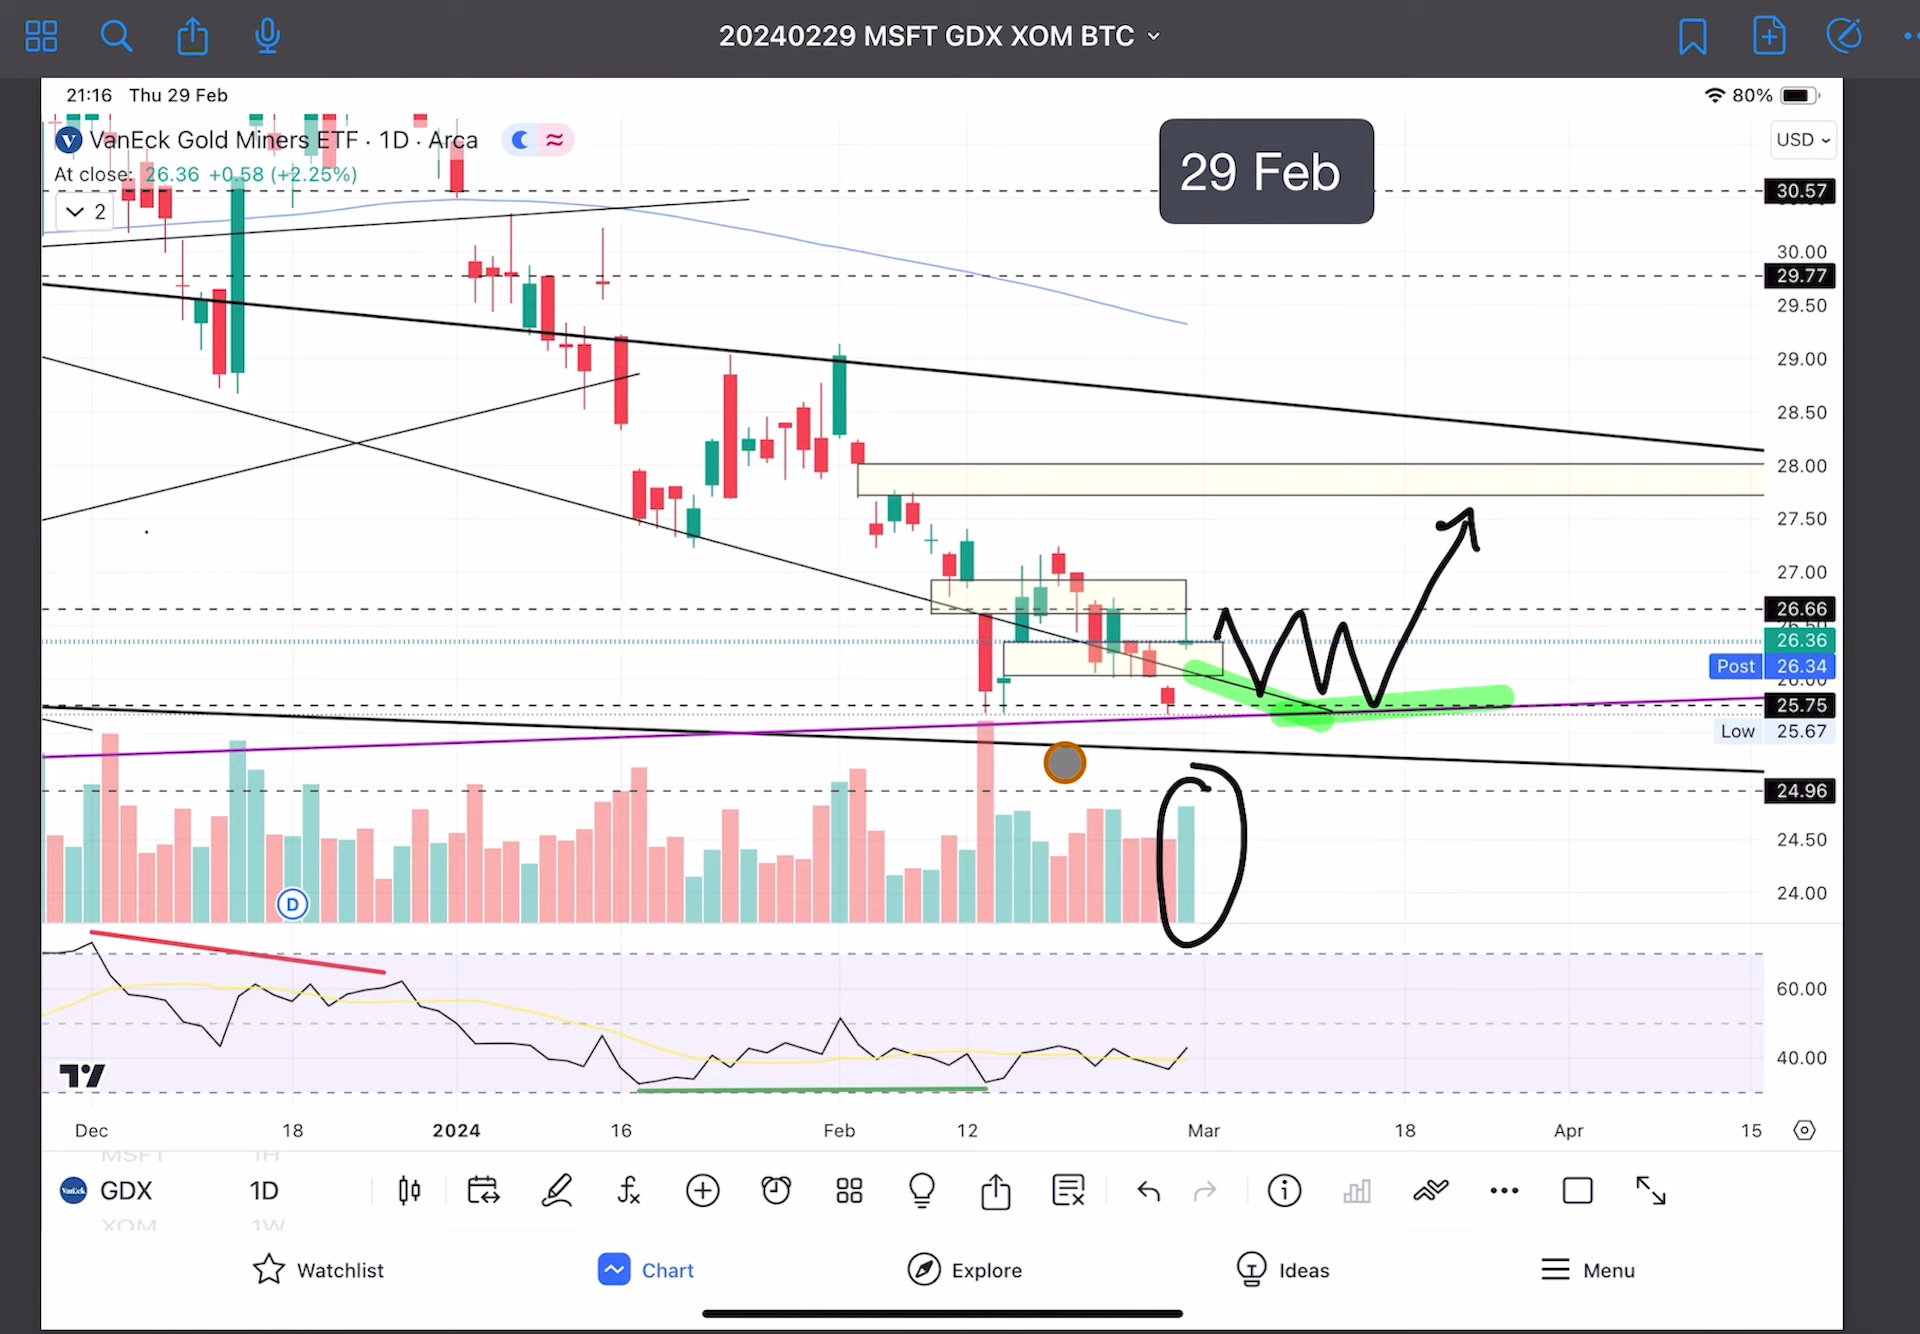 20240229 MSFT GDX XOM BTC
21:16 Thu 29 Feb
80%
VanEck Gold Miners ETF · 1D · Arca
USD
At close: 26.36 +0.58 (+2.25%)
2
29 Feb
30.57
30.00
29.77
29.50
29.00
28.50
28.00
27.50
27.00
26.66
26.36
Post 26.34
25.75
Low 25.67
24.96
24.50
24.00
D
60.00
40.00
Dec 18 2024 16 Feb 12 Mar 18 Apr 15
MSFT 1H
GDX 1D
XOM 1W
Watchlist Chart Explore Ideas Menu